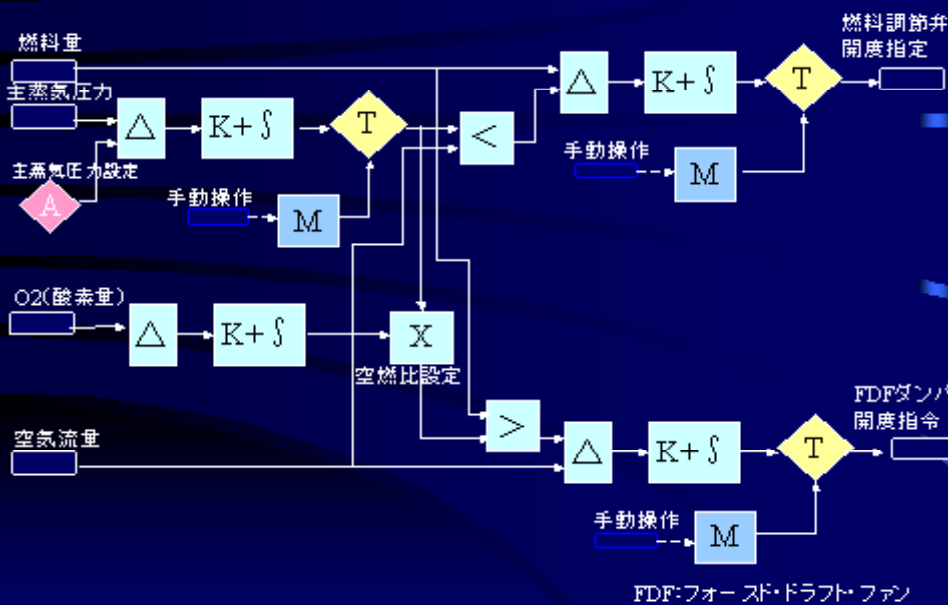 燃料量
主蒸気圧力
主蒸気圧力設定
A
△
K+∫
T
手動操作
M
<
△
K+∫
T
手動操作
M
燃料調節弁
開度指定
O2(酸素量)
△
K+∫
X
空燃比設定
空気流量
>
△
K+∫
T
手動操作
M
FDFダンパ
開度指令
FDF:フォースド・ドラフト・ファン